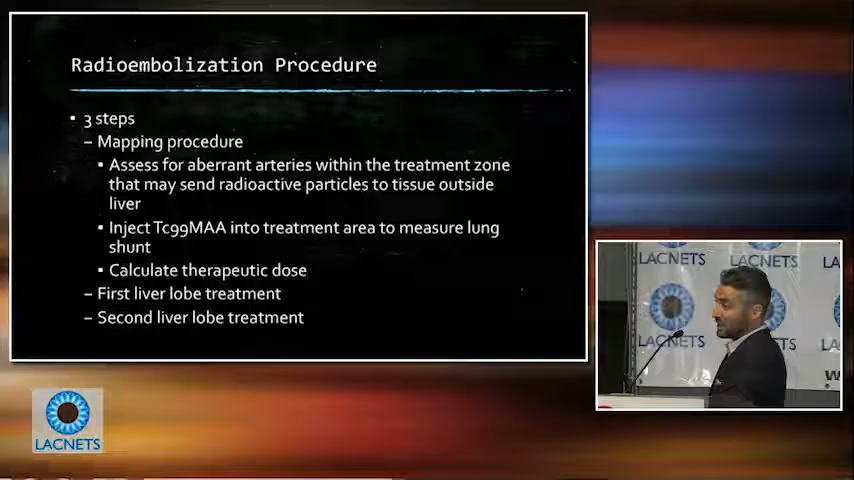 Radioembolization Procedure
▪ 3 steps
– Mapping procedure
▪ Assess for aberrant arteries within the treatment zone
that may send radioactive particles to tissue outside
liver
▪ Inject Tc99MAA into treatment area to measure lung
shunt
▪ Calculate therapeutic dose
– First liver lobe treatment
– Second liver lobe treatment
LACNETS
LACNETS
LACNETS
LACNETS